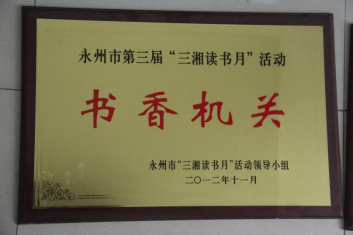 永州市第三届“三湘读书月”活动
书香机关
永州市“三湘读书月”活动领导小组
二〇一二年十一月